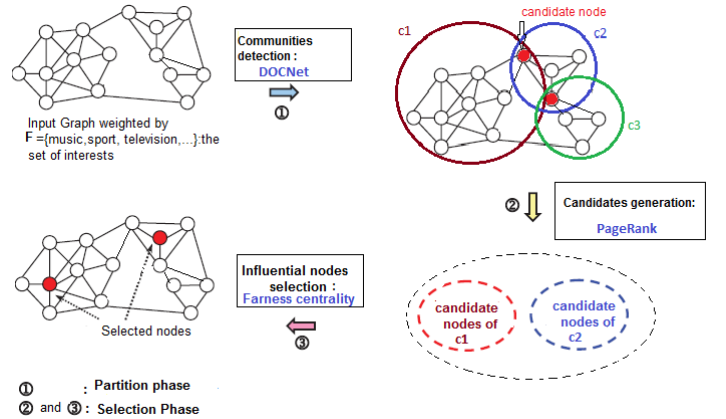 Input Graph weighted by
F ={music,sport, television,...}:the
set of interests
Communities
detection :
DOCNet
①
candidate node
c1
c2
c3
②
Candidates generation:
PageRank
candidate
nodes of
c1
candidate
nodes of
c2
Influential nodes
selection :
Farness centrality
③
Selected nodes
① : Partition phase
② and ③ : Selection Phase